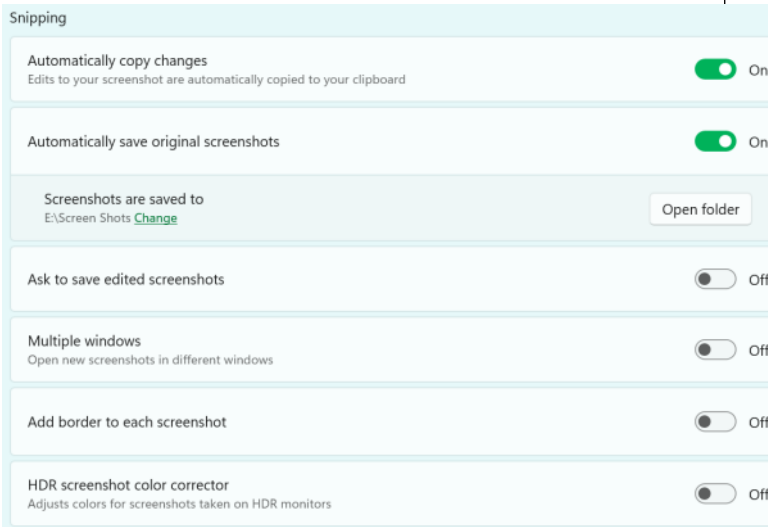 Snipping
Automatically copy changes
Edits to your screenshot are automatically copied to your clipboard
On
Automatically save original screenshots
On
Screenshots are saved to
E:\Screen Shots Change
Open folder
Ask to save edited screenshots
Off
Multiple windows
Open new screenshots in different windows
Off
Add border to each screenshot
Off
HDR screenshot color corrector
Adjusts colors for screenshots taken on HDR monitors
Off